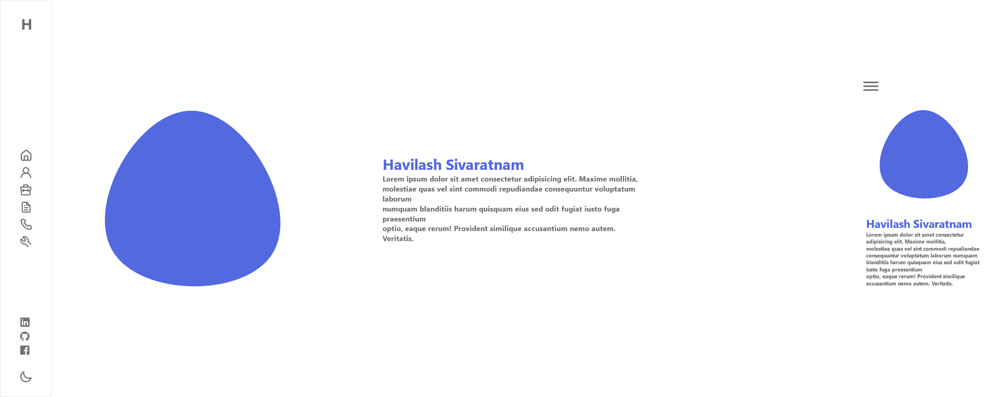 H
Havilash Sivaratnam
Lorem ipsum dolor sit amet consectetur adipisicing elit. Maxime mollitia,
molestiae quas vel sint commodi repudiandae consequuntur voluptatum
laborum
numquam blanditiis harum quisquam eius sed odit fugiat iusto fuga
praesentium
optio, eaque rerum! Provident similique accusantium nemo autem.
Veritatis.
Havilash Sivaratnam
Lorem ipsum dolor sit amet consectetur
adipisicing elit. Maxime mollitia,
molestiae quas vel sint commodi repudiandae
consequuntur voluptatum laborum numquam
blanditiis harum quisquam eius sed odit fugiat
iusto fuga praesentium
optio, eaque rerum! Provident similique
accusantium nemo autem. Veritatis.